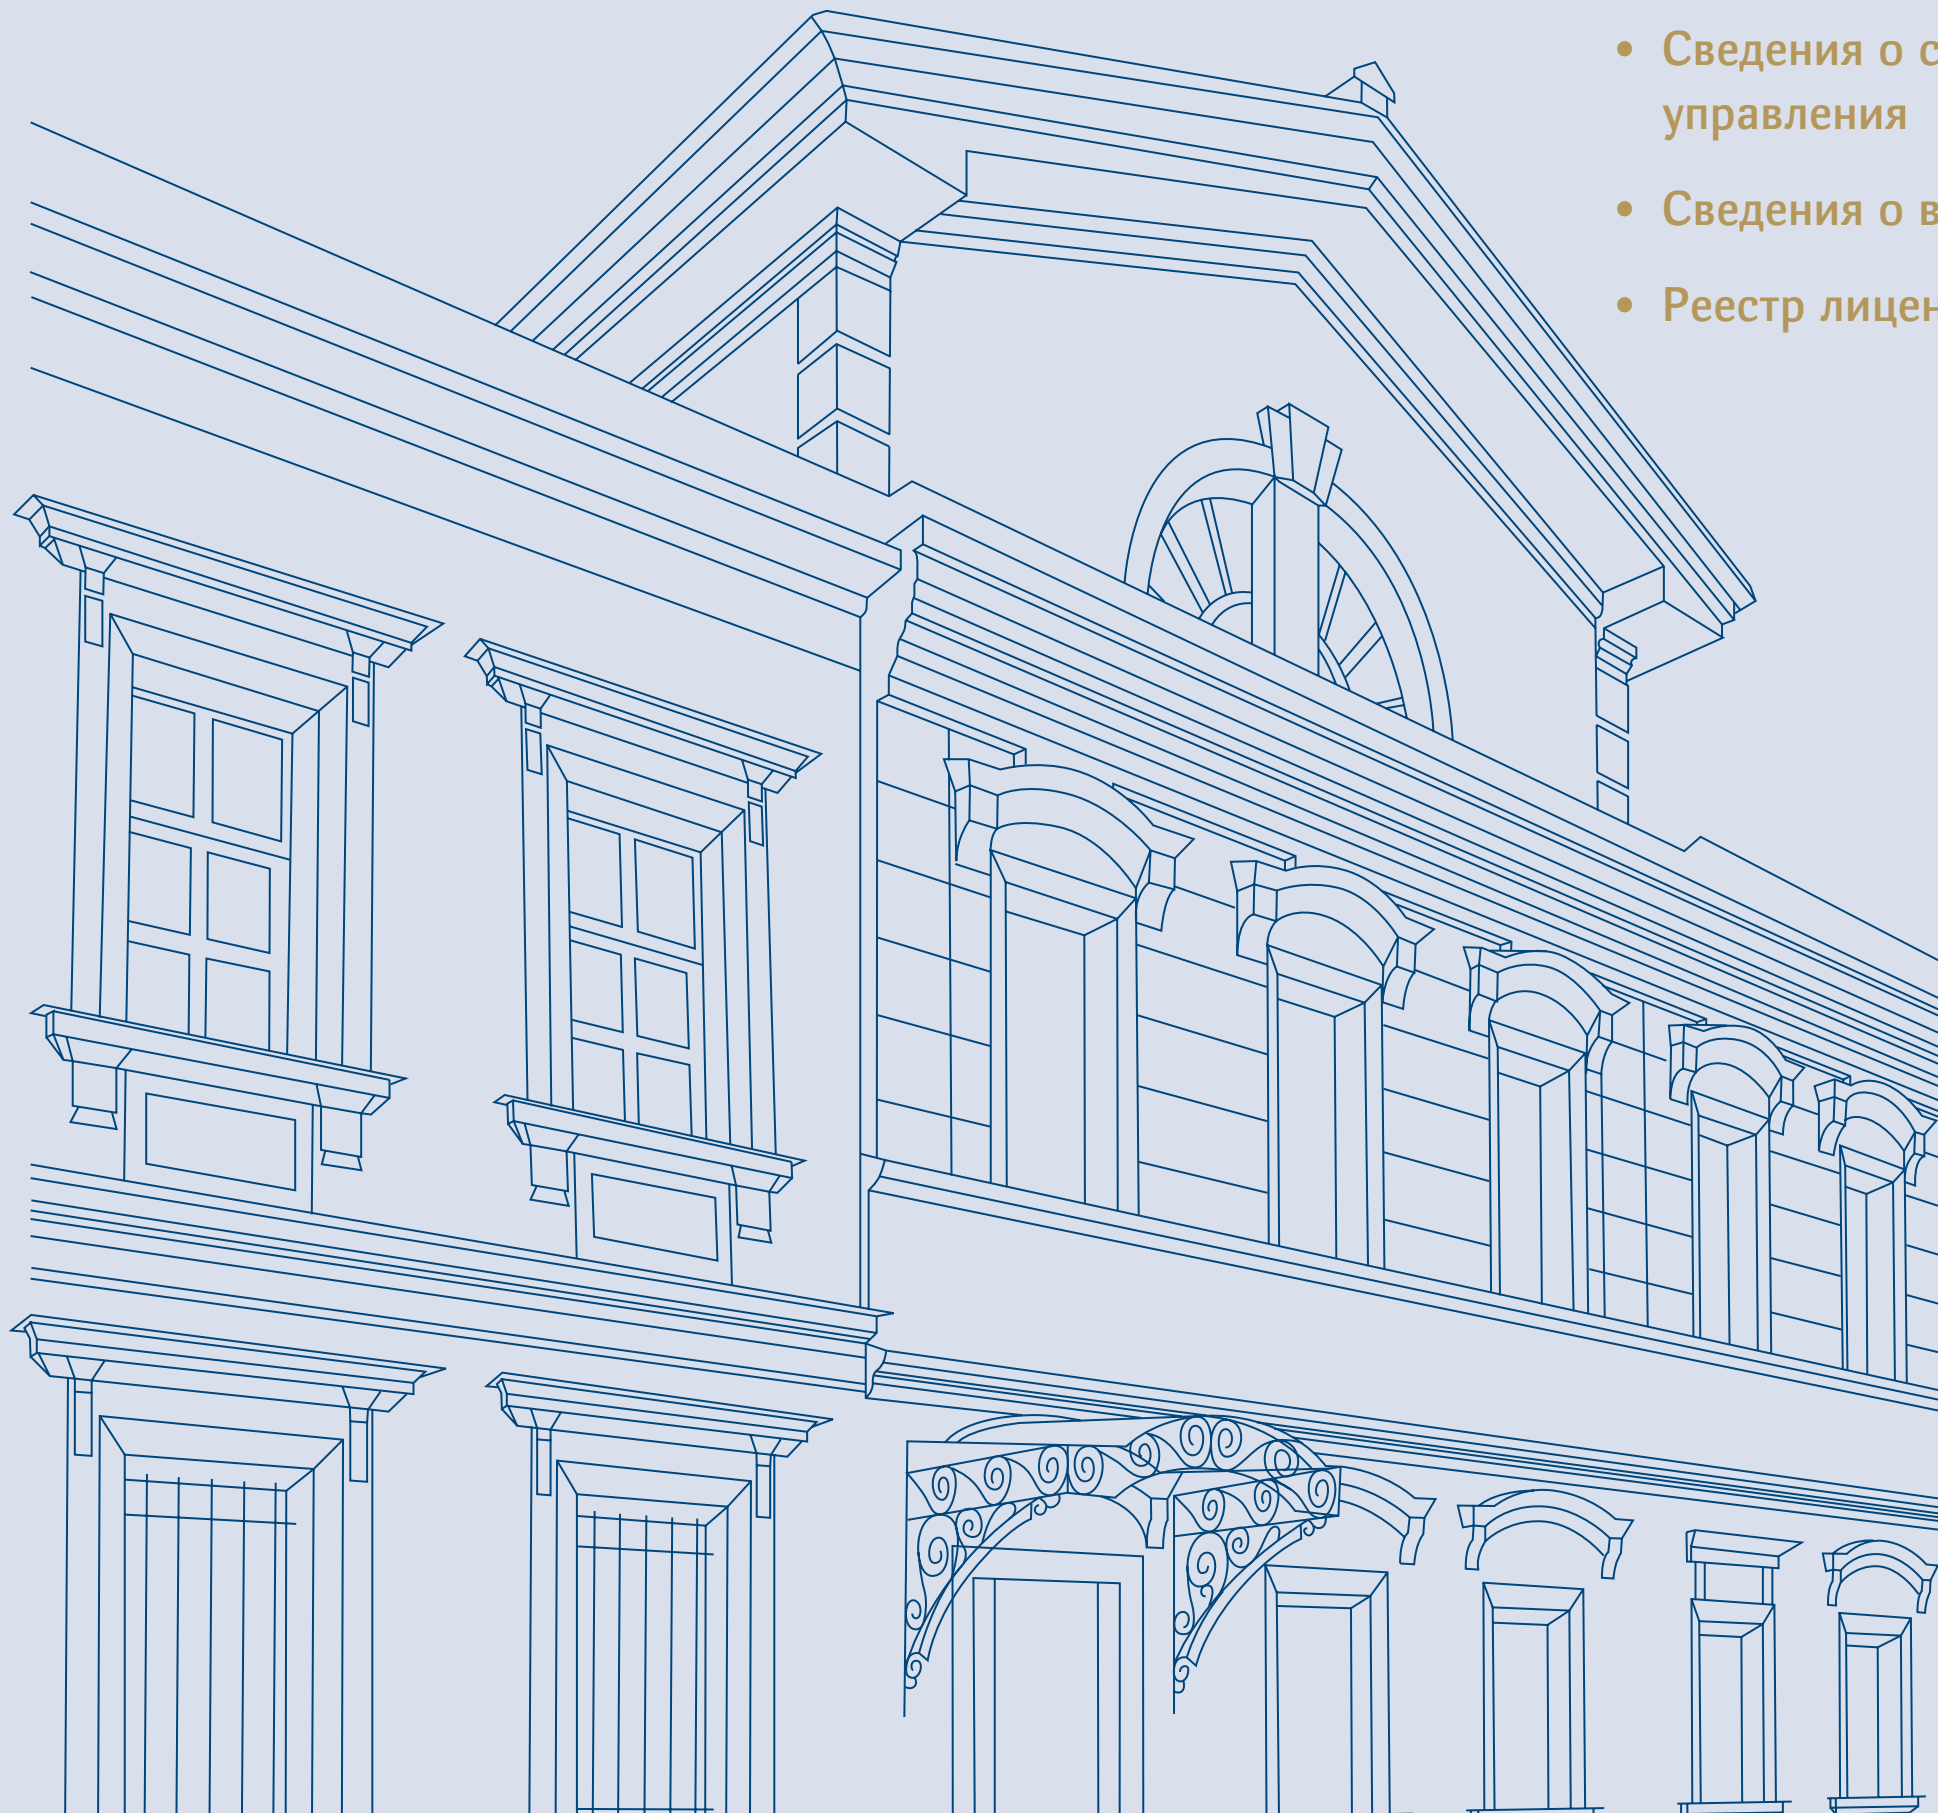 • Сведения о
управления
• Сведения о
• Реестр